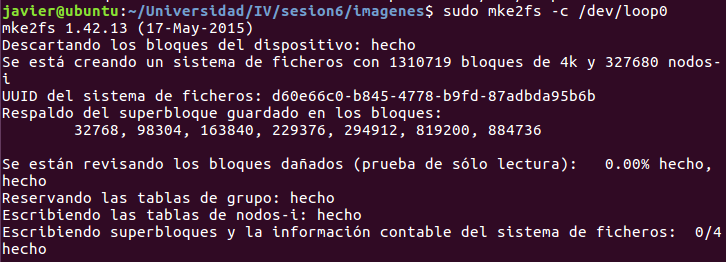 javier@ubuntu:~/Universidad/IV/sesion6/imagenes$ sudo mke2fs -c /dev/loop0
mke2fs 1.42.13 (17-May-2015)
Descartando los bloques del dispositivo: hecho
Se está creando un sistema de ficheros con 1310719 bloques de 4k y 327680 nodos-
i
UUID del sistema de ficheros: d60e66c0-b845-4778-b9fd-87adbda95b6b
Respaldo del superbloque guardado en los bloques:
32768, 98304, 163840, 229376, 294912, 819200, 884736
Se están revisando los bloques dañados (prueba de sólo lectura):   0.00% hecho,
hecho
Reservando las tablas de grupo: hecho
Escribiendo las tablas de nodos-i: hecho
Escribiendo superbloques y la información contable del sistema de ficheros:  0/4
hecho